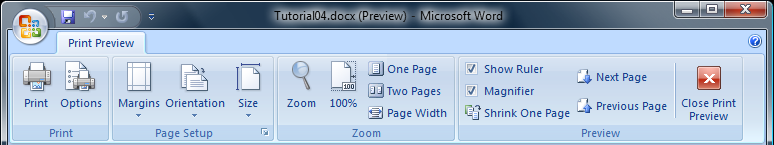 Tutorial04.docx (Preview) - Microsoft Word
Print Preview
Print
Options
Print
Margins
Orientation
Size
Page Setup
Zoom
100%
100
One Page
Two Pages
Page Width
Zoom
Show Ruler
Magnifier
Shrink One Page
Next Page
Previous Page
Close Print
Preview
Preview